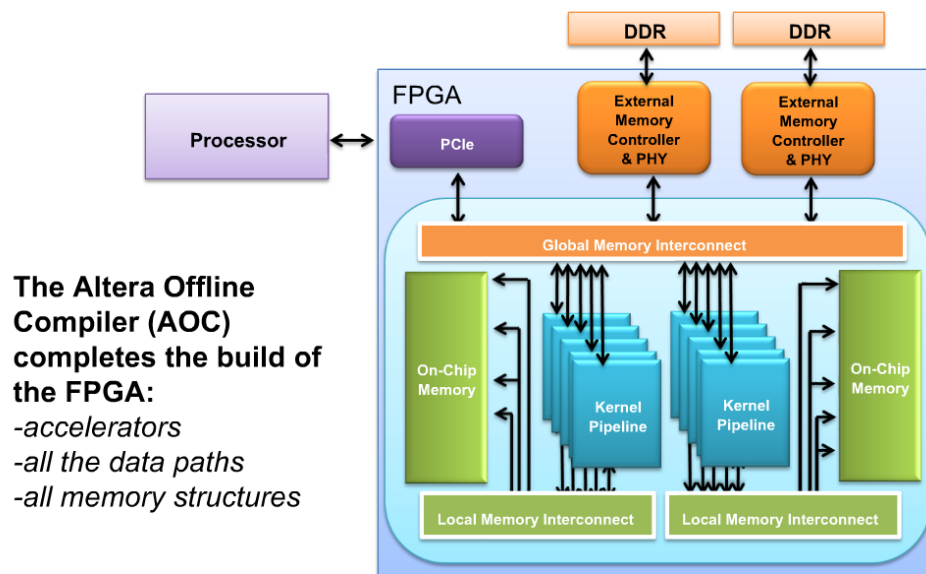 DDR
DDR
FPGA
External
Memory
Controller
& PHY
External
Memory
Controller
& PHY
Processor
PCIe
Global Memory Interconnect
The Altera Offline
Compiler (AOC)
completes the build of
the FPGA:
-accelerators
-all the data paths
-all memory structures
On-Chip
Memory
Kernel
Pipeline
Kernel
Pipeline
On-Chip
Memory
Local Memory Interconnect
Local Memory Interconnect